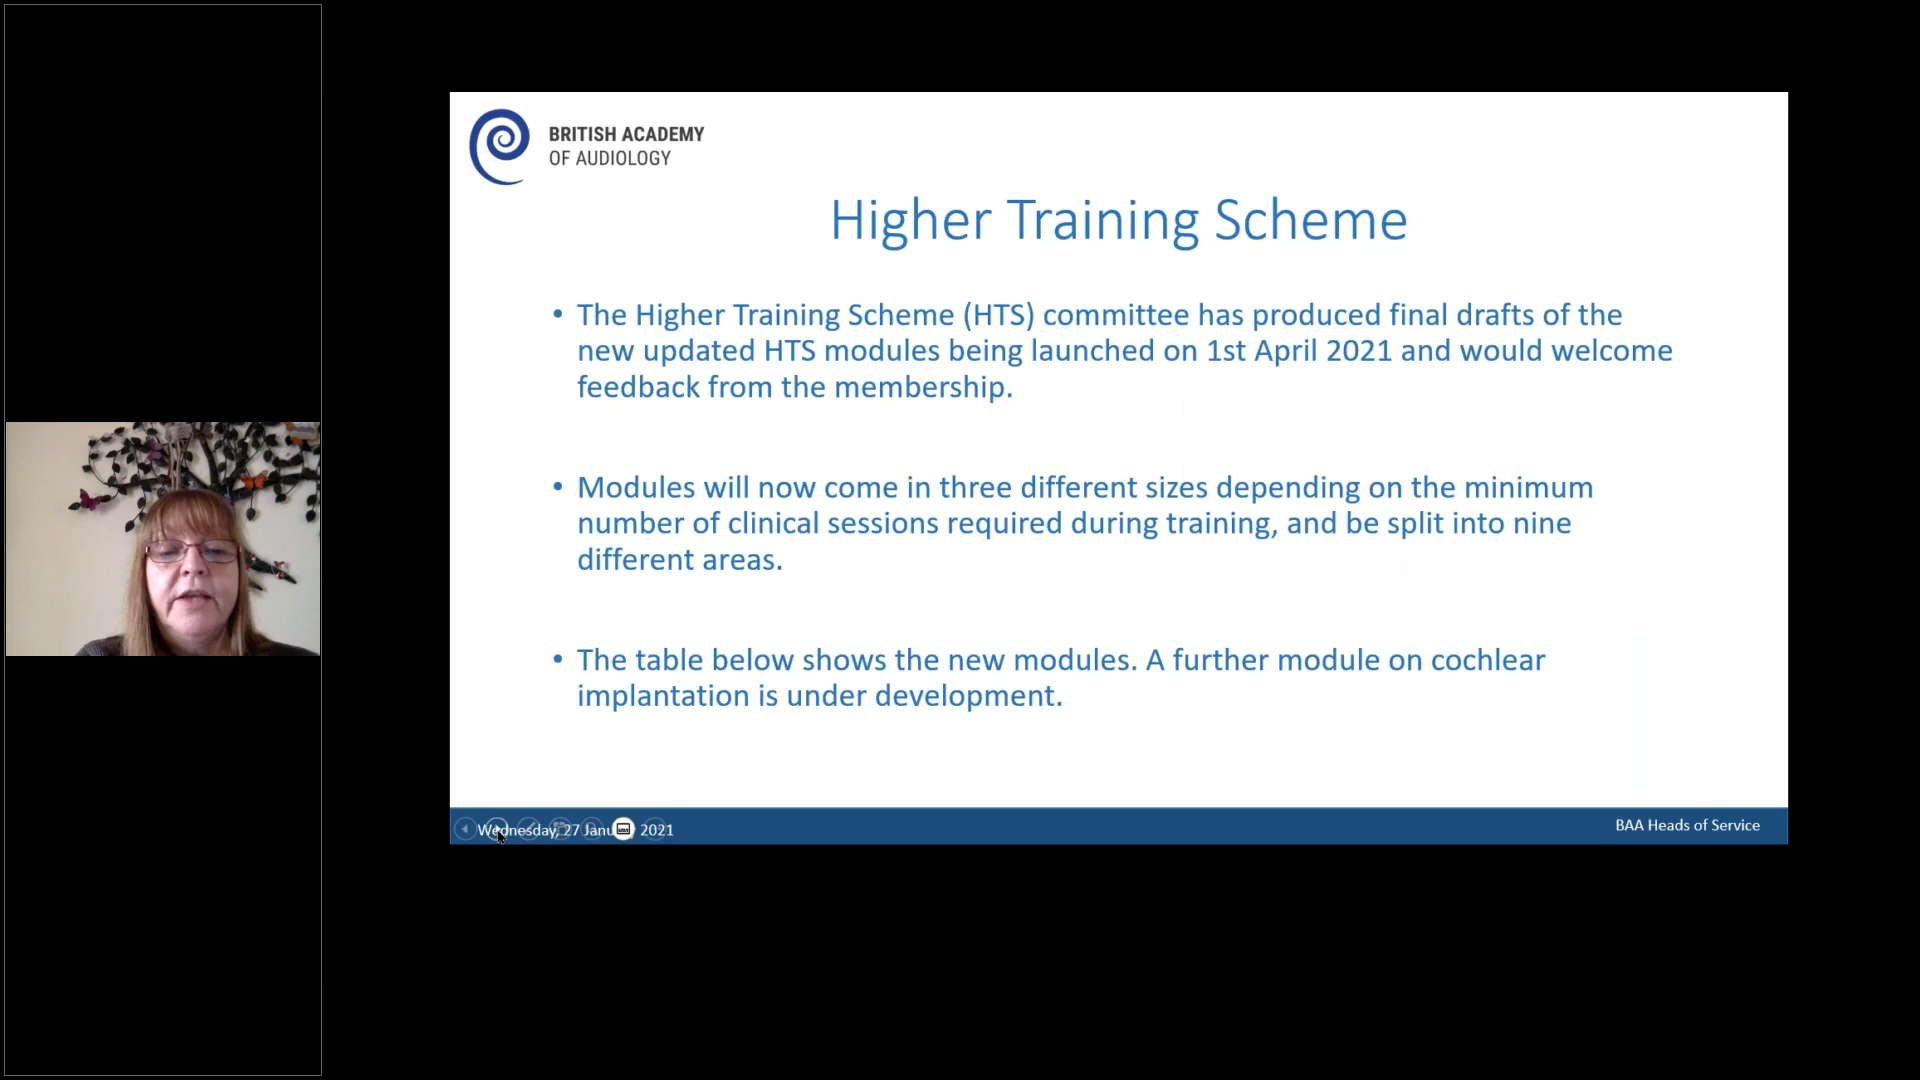 BRITISH ACADEMY
OF AUDIOLOGY
Higher Training Scheme
• The Higher Training Scheme (HTS) committee has produced final drafts of the
new updated HTS modules being launched on 1st April 2021 and would welcome
feedback from the membership.
• Modules will now come in three different sizes depending on the minimum
number of clinical sessions required during training, and be split into nine
different areas.
• The table below shows the new modules. A further module on cochlear
implantation is under development.
Wednesday, 27 Janu 2021
BAA Heads of Service